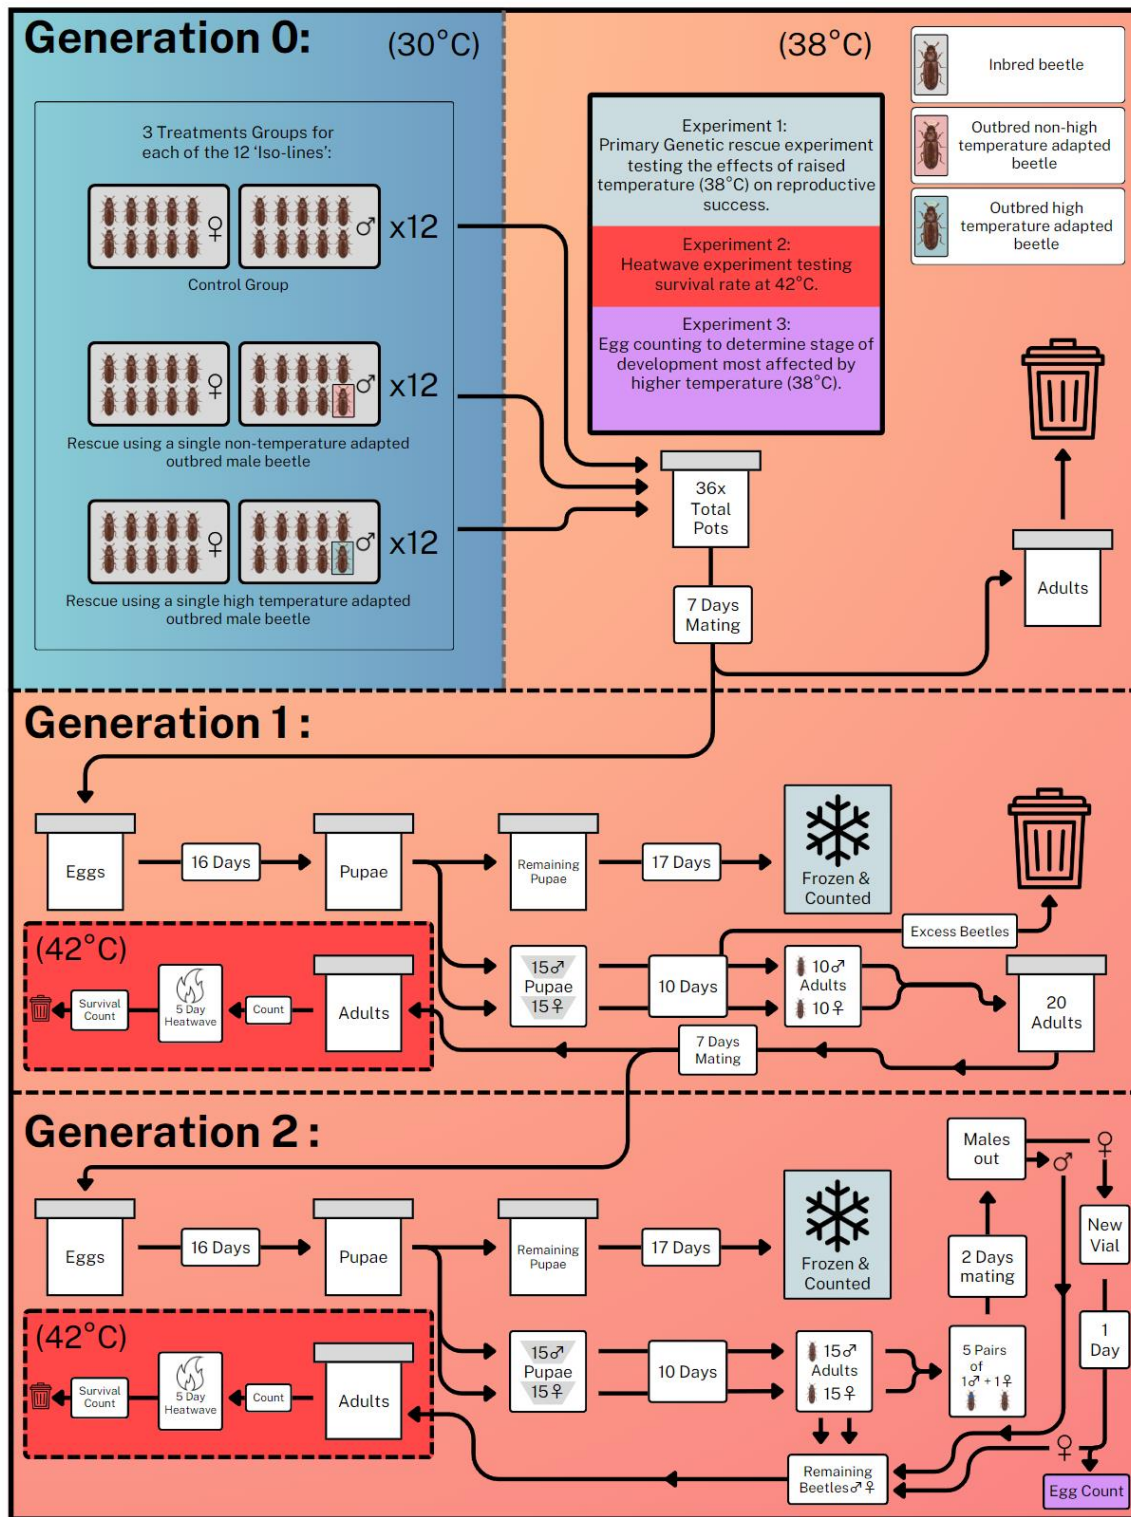 Generation 0:
(30°C)
(38°C)
3 Treatments Groups for
each of the 12 ‘Iso-lines’:
♀ ♂ x12
Control Group
♀ ♂ x12
Rescue using a single non-temperature adapted
outbred male beetle
♀ ♂ x12
Rescue using a single high temperature adapted
outbred male beetle
Experiment 1:
Primary Genetic rescue experiment
testing the effects of raised
temperature (38°C) on reproductive
success.
Experiment 2:
Heatwave experiment testing
survival rate at 42°C.
Experiment 3:
Egg counting to determine stage of
development most affected by
higher temperature (38°C).
Inbred beetle
Outbred non-high
temperature adapted
beetle
Outbred high
temperature adapted
beetle
36x
Total
Pots
7 Days
Mating
Adults
Generation 1:
Eggs
16 Days
Pupae
Remaining
Pupae
17 Days
Frozen &
Counted
Excess Beetles
15♂
Pupae
15♀
10 Days
10♂
Adults
10♀
20
Adults
7 Days
Mating
(42°C)
Adults
Count
5 Day
Heatwave
Survival
Count
Generation 2:
Eggs
16 Days
Pupae
Remaining
Pupae
17 Days
Frozen &
Counted
15♂
Pupae
15♀
10 Days
15♂
Adults
15♀
5 Pairs
of
1♂ + 1♀
2 Days
mating
Males
out
♂
♀
New
Vial
1
Day
♀
Egg Count
Remaining
Beetles♂♀
(42°C)
Adults
Count
5 Day
Heatwave
Survival
Count